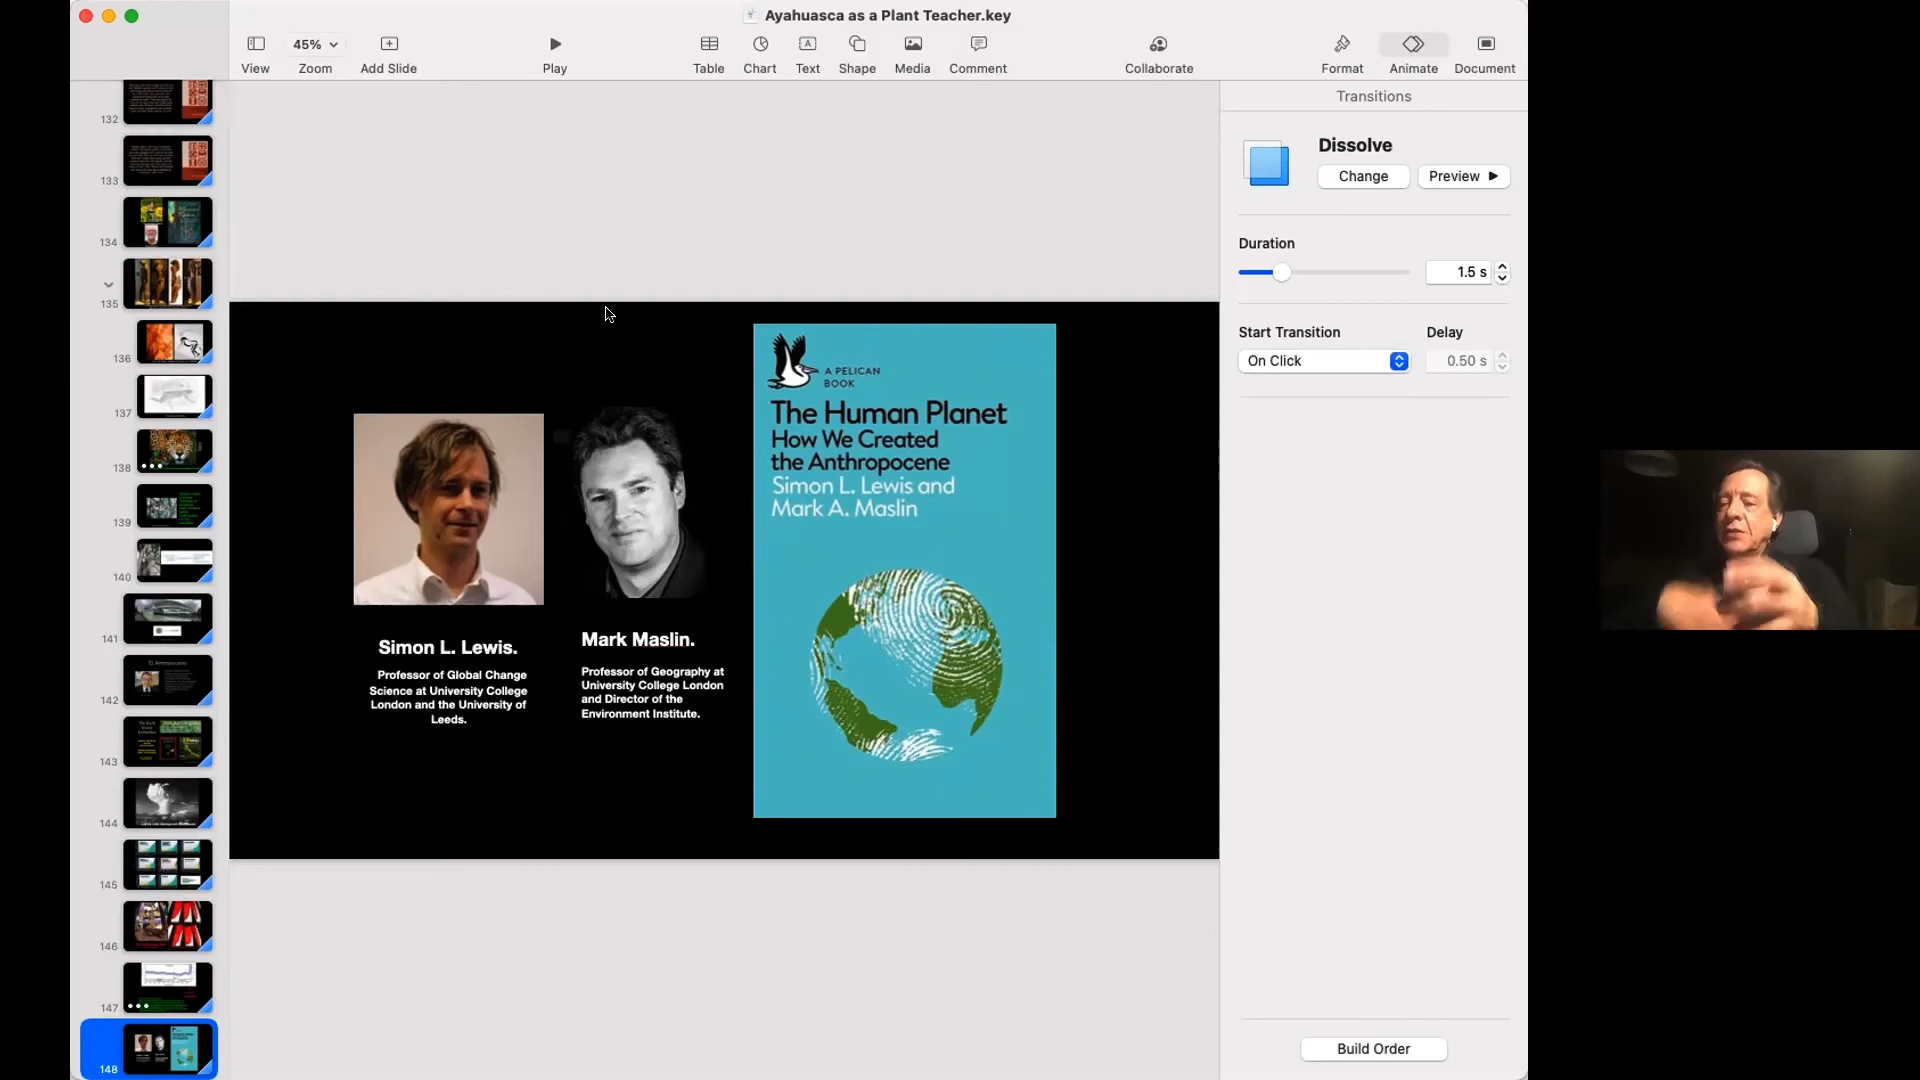 Ayahuasca as a Plant Teacher.key
45%
View
Zoom
Add Slide
Play
Table
Chart
Text
Shape
Media
Comment
Collaborate
Format
Animate
Document
Transitions
Dissolve
Change
Preview
Duration
1.5 s
Start Transition
Delay
On Click
0.50 s
Build Order
132
133
134
135
136
137
138
139
140
141
142
143
144
145
146
147
148
A PELICAN
BOOK
The Human Planet
How We Created
the Anthropocene
Simon L. Lewis and
Mark A. Maslin
Simon L. Lewis.
Professor of Global Change
Science at University College
London and the University of
Leeds.
Mark Maslin.
Professor of Geography at
University College London
and Director of the
Environment Institute.